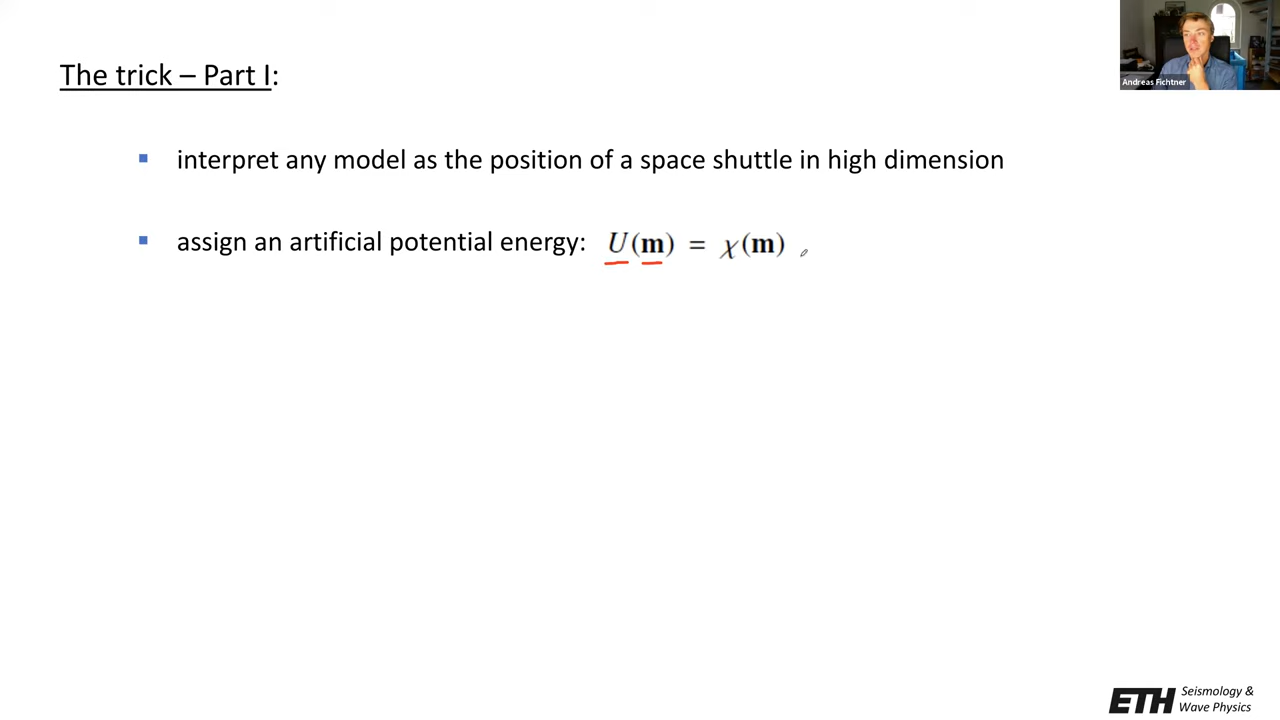 Andreas Fichtner
The trick – Part I:
▪ interpret any model as the position of a space shuttle in high dimension
▪ assign an artificial potential energy: U(m) = χ(m)
ETH Seismology &
Wave Physics